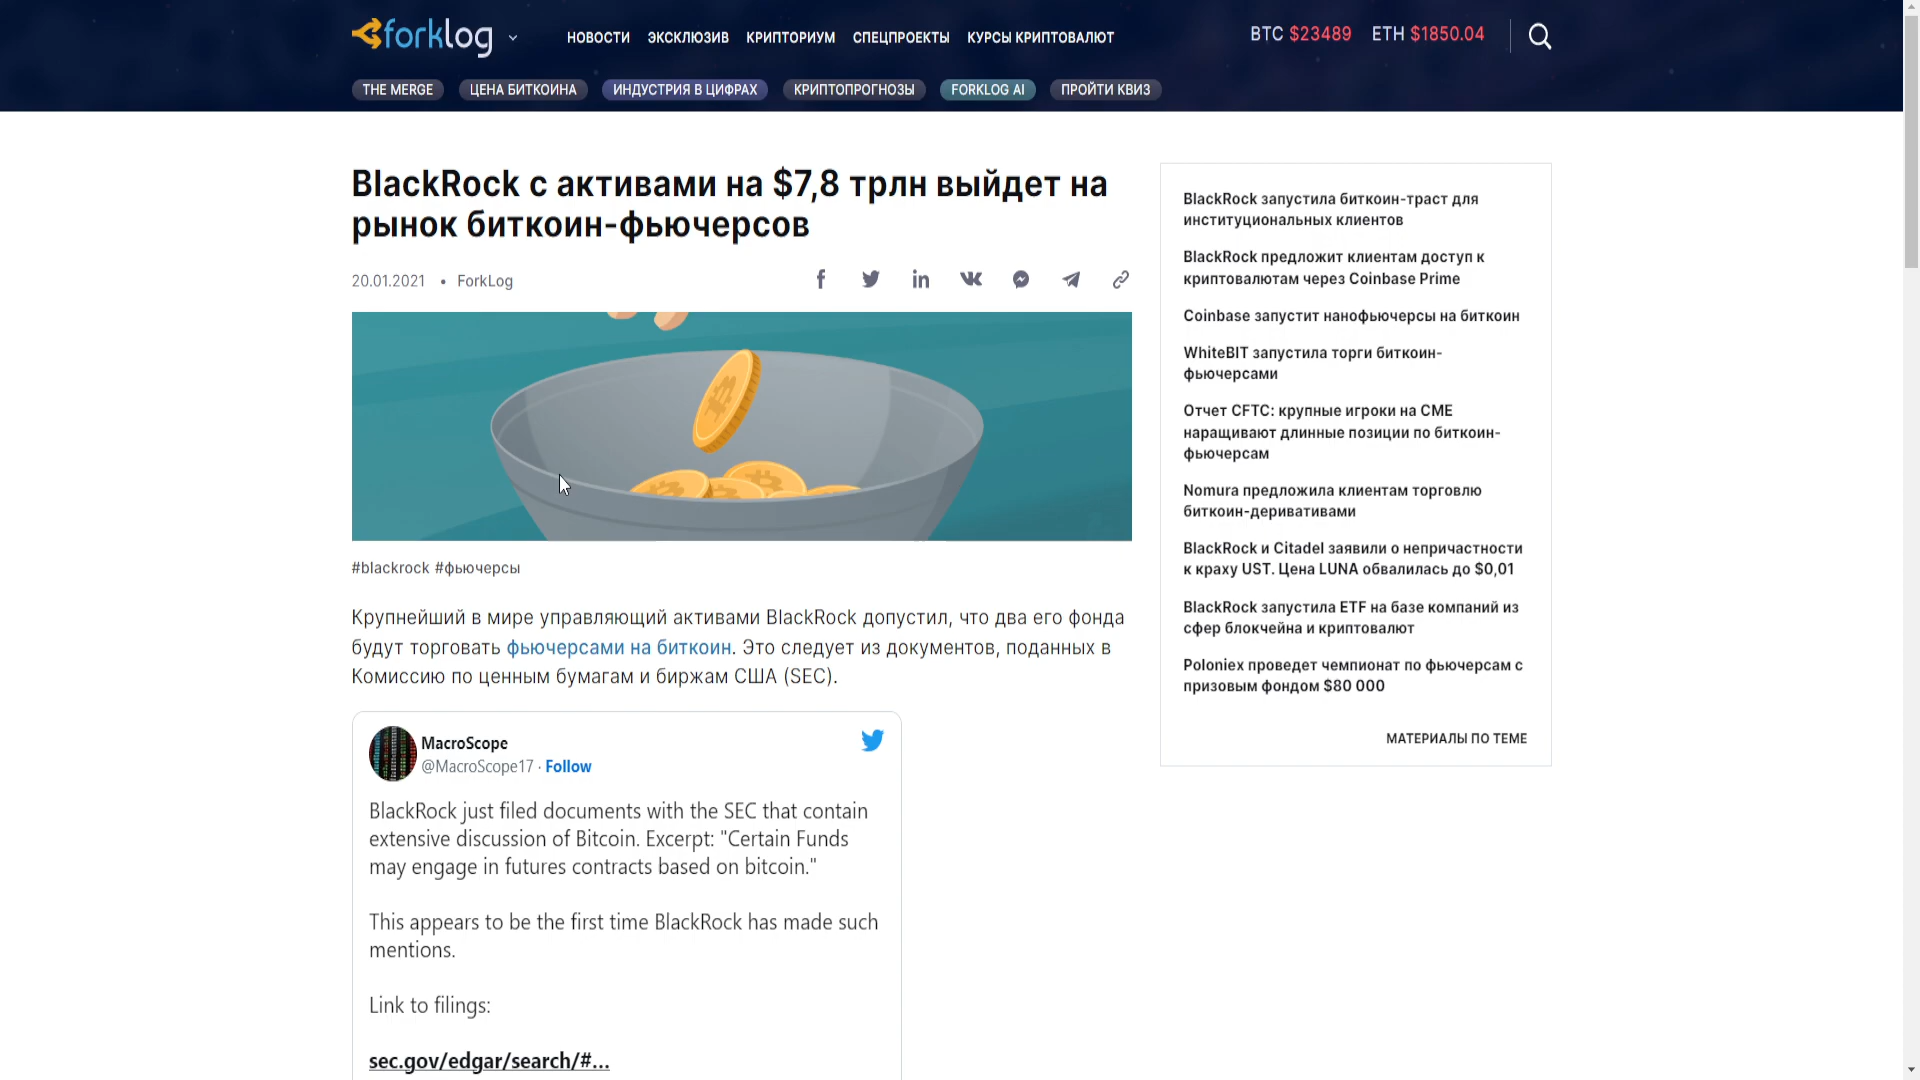 forklog
НОВОСТИ ЭКСКЛЮЗИВ КРИПТОРИУМ СПЕЦПРОЕКТЫ КУРСЫ КРИПТОВАЛЮТ
BTC $23489 ETH $1850.04
THE MERGE ЦЕНА БИТКОИНА ИНДУСТРИЯ В ЦИФРАХ КРИПТОПРОГНОЗЫ FORKLOG AI ПРОЙТИ КВИЗ
BlackRock с активами на $7,8 трлн выйдет на
рынок биткоин-фьючерсов
20.01.2021 • ForkLog
#blackrock #фьючерсы
Крупнейший в мире управляющий активами BlackRock допустил, что два его фонда
будут торговать фьючерсами на биткоин. Это следует из документов, поданных в
Комиссию по ценным бумагам и биржам США (SEC).
MacroScope
@MacroScope17 · Follow
BlackRock just filed documents with the SEC that contain
extensive discussion of Bitcoin. Excerpt: "Certain Funds
may engage in futures contracts based on bitcoin."
This appears to be the first time BlackRock has made such
mentions.
Link to filings:
sec.gov/edgar/search/#...
BlackRock запустила биткоин-траст для
институциональных клиентов
BlackRock предложит клиентам доступ к
криптовалютам через Coinbase Prime
Coinbase запустит нанофьючерсы на биткоин
WhiteBIT запустила торги биткоин-
фьючерсами
Отчет CFTC: крупные игроки на CME
наращивают длинные позиции по биткоин-
фьючерсам
Nomura предложила клиентам торговлю
биткоин-деривативами
BlackRock и Citadel заявили о непричастности
к краху UST. Цена LUNA обвалилась до $0,01
BlackRock запустила ETF на базе компаний из
сфер блокчейна и криптовалют
Poloniex проведет чемпионат по фьючерсам с
призовым фондом $80 000
МАТЕРИАЛЫ ПО ТЕМЕ